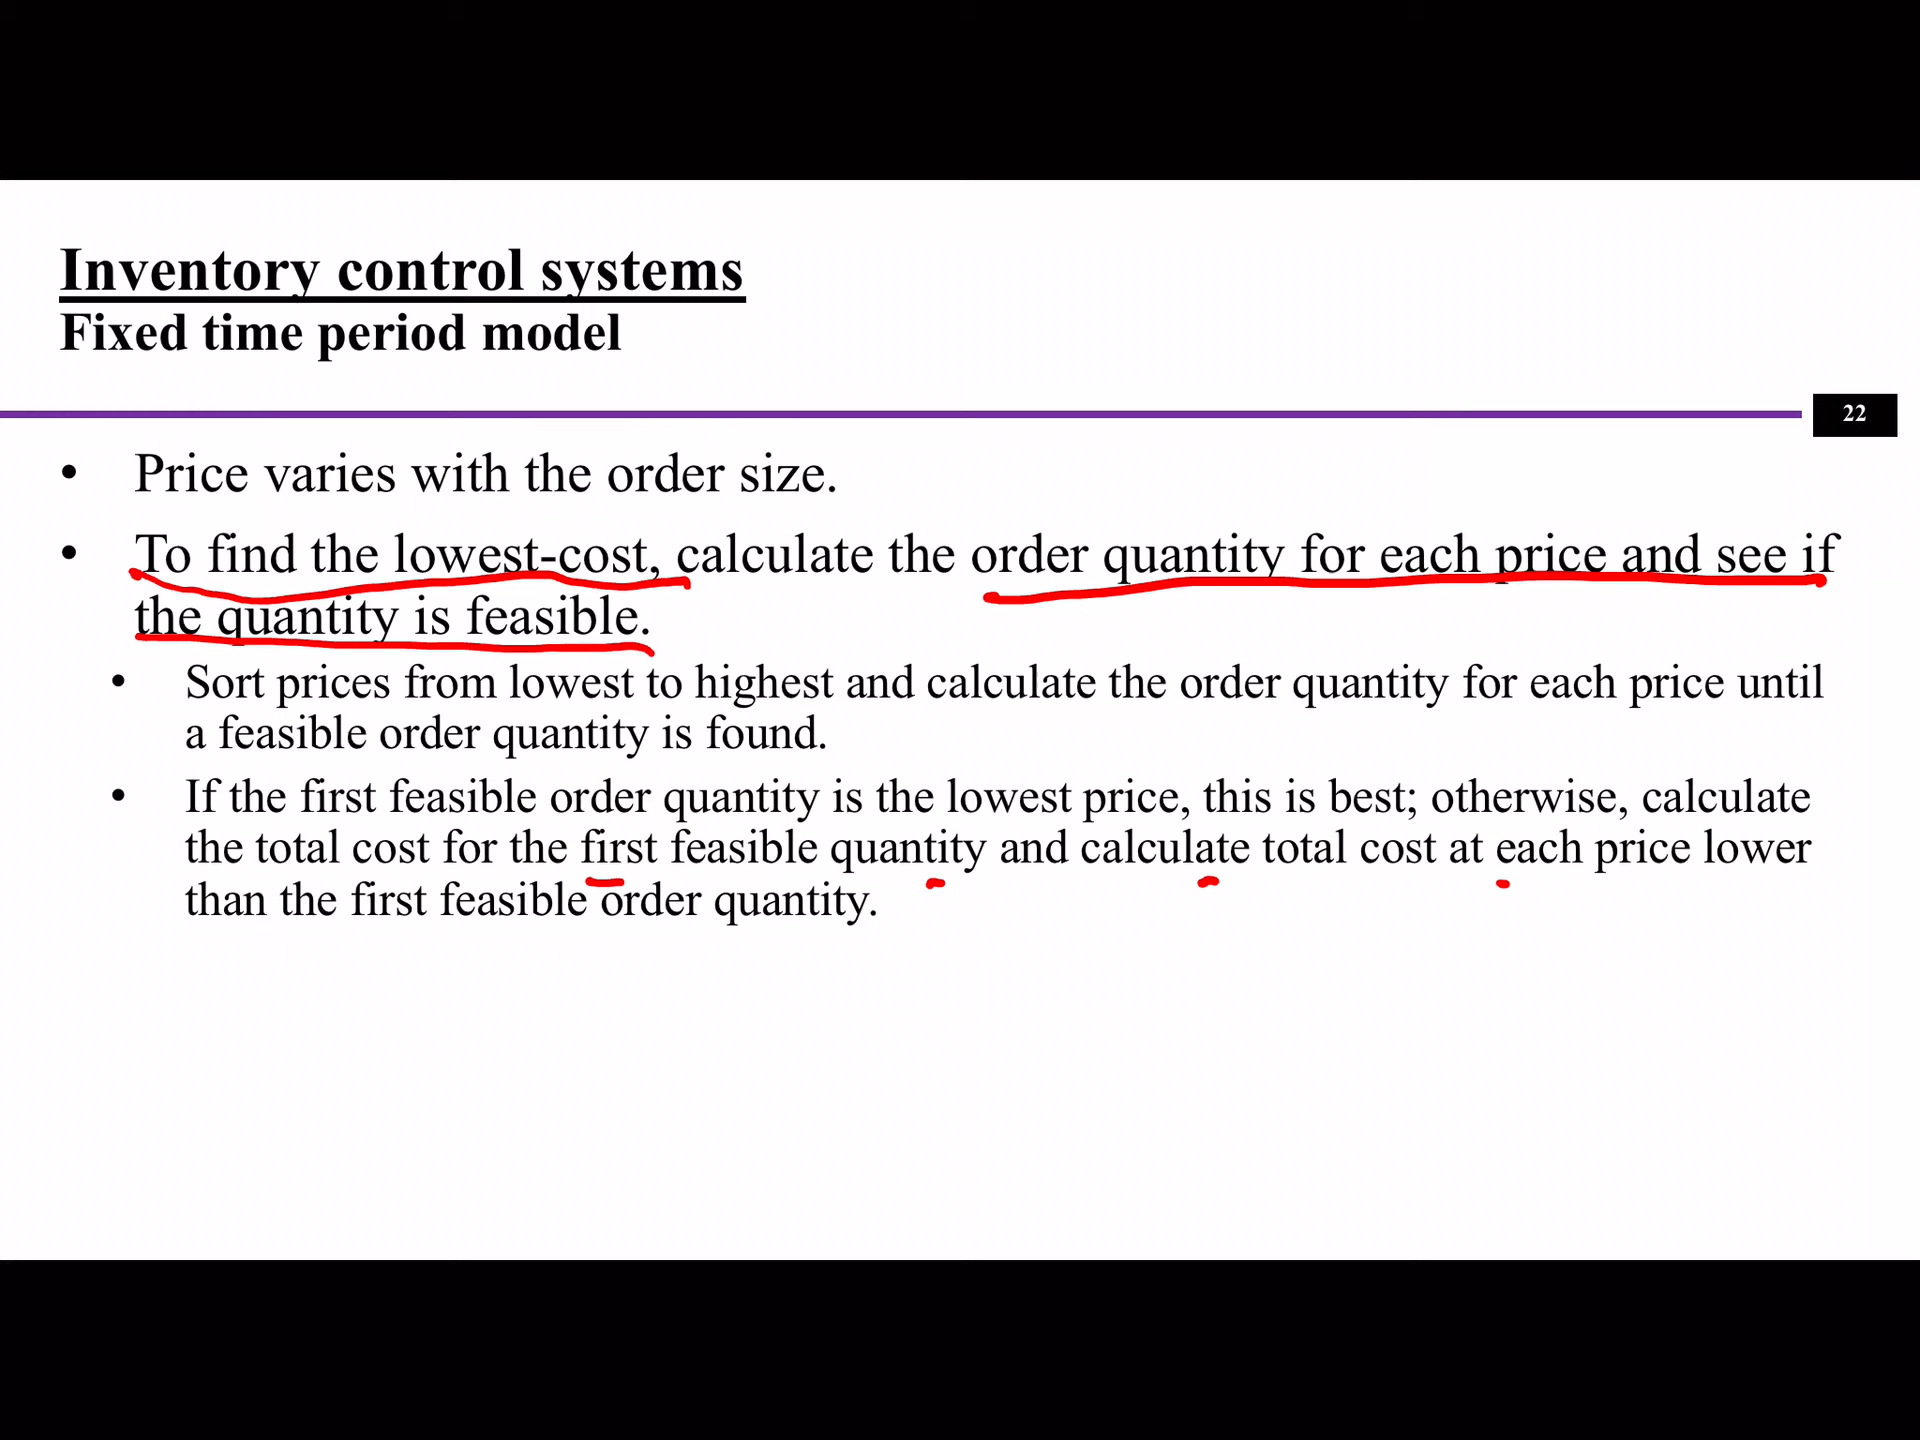 Inventory control systems
Fixed time period model
22
• Price varies with the order size.
• To find the lowest-cost, calculate the order quantity for each price and see if
the quantity is feasible.
• Sort prices from lowest to highest and calculate the order quantity for each price until
a feasible order quantity is found.
• If the first feasible order quantity is the lowest price, this is best; otherwise, calculate
the total cost for the first feasible quantity and calculate total cost at each price lower
than the first feasible order quantity.